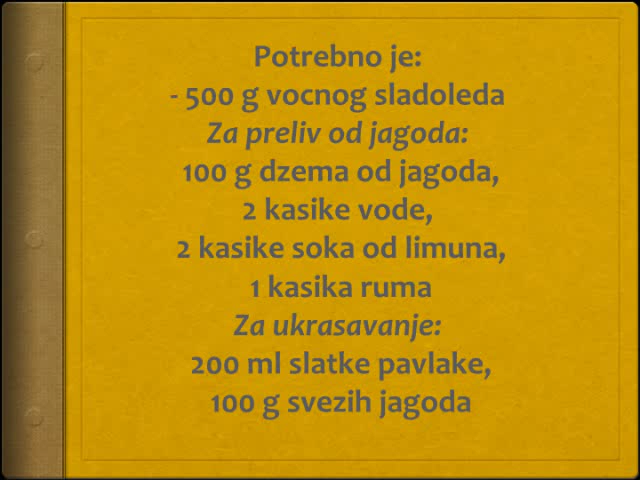 Potrebno je:
- 500 g vocnog sladoleda
Za preliv od jagoda:
100 g dzema od jagoda,
2 kasike vode,
2 kasike soka od limuna,
1 kasika ruma
Za ukrasavanje:
200 ml slatke pavlake,
100 g svezih jagoda